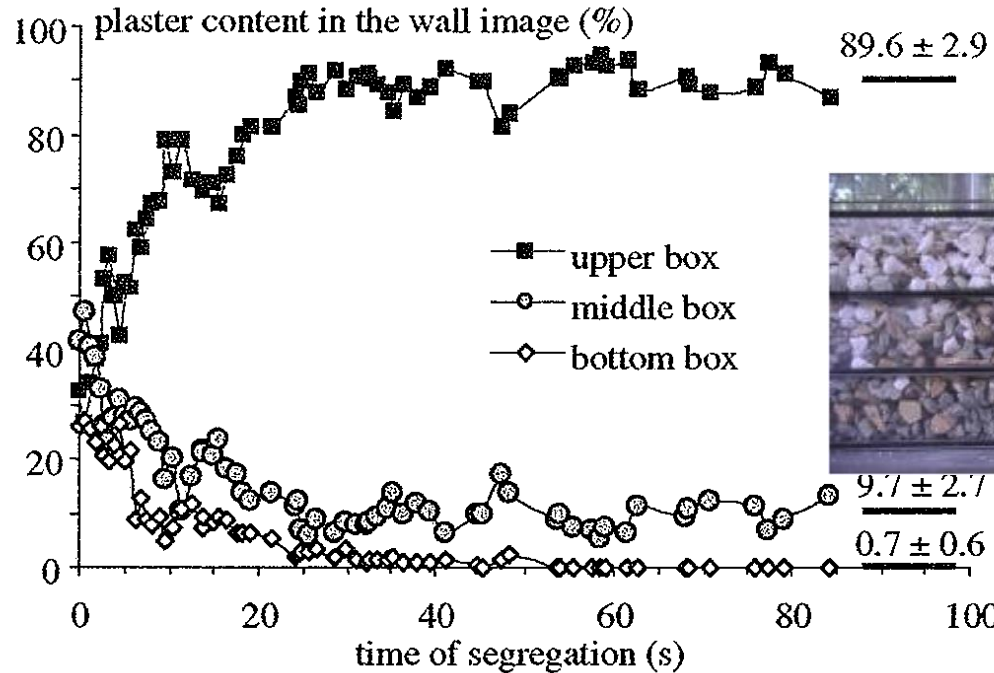 plaster content in the wall image (%)
100
80
60
40
20
0
89.6 ± 2.9
upper box
middle box
bottom box
9.7 ± 2.7
0.7 ± 0.6
0 20 40 60 80 100
time of segregation (s)